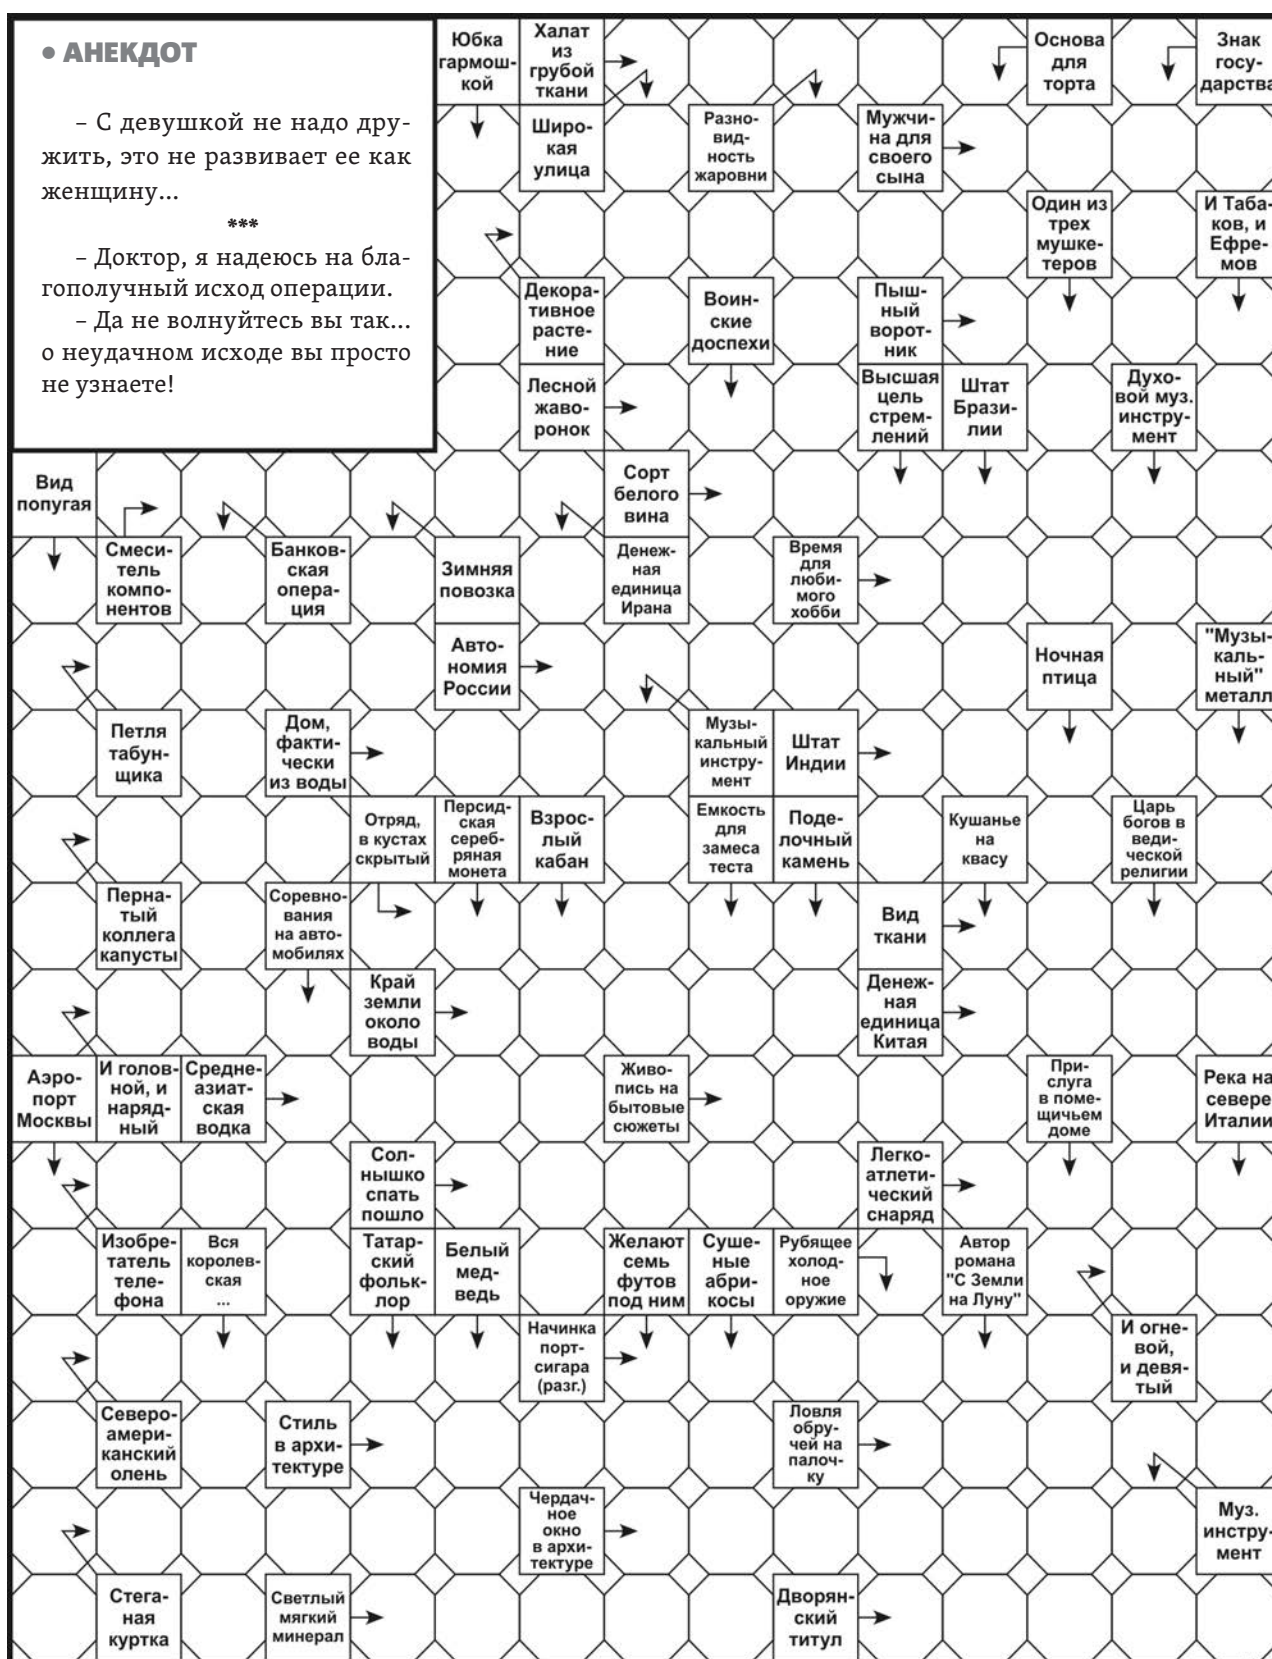 • АНЕКДОТ
– С девушкой не надо дру-
жить, это не развивает ее как
женщину...
***
– Доктор, я надеюсь на бла-
гополучный исход операции.
– Да не волнуйтесь вы так...
о неудачном исходе вы просто
не узнаете!
Юбка
гармош-
кой
Халат
из
грубой
ткани
Основа
для
торта
Знак
госу-
дарства
Широ-
кая
улица
Разно-
вид-
ность
жаровни
Мужчи-
на для
своего
сына
Один из
трех
мушке-
теров
И Таба-
ков, и
Ефре-
мов
Декора-
тивное
расте-
ние
Воин-
ские
доспехи
Пыш-
ный
ворот-
ник
Лесной
жаво-
ронок
Высшая
цель
стрем-
лений
Штат
Брази-
лии
Духо-
вой муз.
инстру-
мент
Вид
попугая
Сорт
белого
вина
Смеси-
тель
компо-
нентов
Банков-
ская
опера-
ция
Зимняя
повозка
Денеж-
ная
единица
Ирана
Время
для
люби-
мого
хобби
Авто-
номия
России
Ночная
птица
"Музы-
каль-
ный"
металл
Петля
табун-
щика
Дом,
факти-
чески
из воды
Музы-
кальный
инстру-
мент
Штат
Индии
Отряд,
в кустах
скрытый
Персид-
ская
сереб-
ряная
монета
Взрос-
лый
кабан
Емкость
для
замеса
теста
Поде-
лочный
камень
Кушанье
на
квасу
Царь
богов в
веди-
ческой
религии
Перна-
тый
коллега
капусты
Соревно-
вания
на авто-
мобилях
Вид
ткани
Край
земли
около
воды
Денеж-
ная
единица
Китая
Аэро-
порт
Москвы
И голов-
ной, и
наряд-
ный
Средне-
азиат-
ская
водка
Живо-
пись на
бытовые
сюжеты
При-
слуга
в поме-
щичьем
доме
Река на
севере
Италии
Сол-
нышко
спать
пошло
Легко-
атлети-
ческий
снаряд
Изобре-
татель
теле-
фона
Вся
королев-
ская
...
Татар-
ский
фольк-
лор
Белый
мед-
ведь
Желают
семь
футов
под ним
Суше-
ные
абри-
косы
Рубящее
холод-
ное
оружие
Автор
романа
"С Земли
на Луну"
Начинка
порт-
сигара
(разг.)
И огне-
вой,
и девя-
тый
Северо-
амери-
канский
олень
Стиль
в архи-
тектуре
Ловля
обру-
чей на
палоч-
ку
Чердач-
ное
окно
в архи-
тектуре
Муз.
инстру-
мент
Стега-
ная
куртка
Светлый
мягкий
минерал
Дворян-
ский
титул